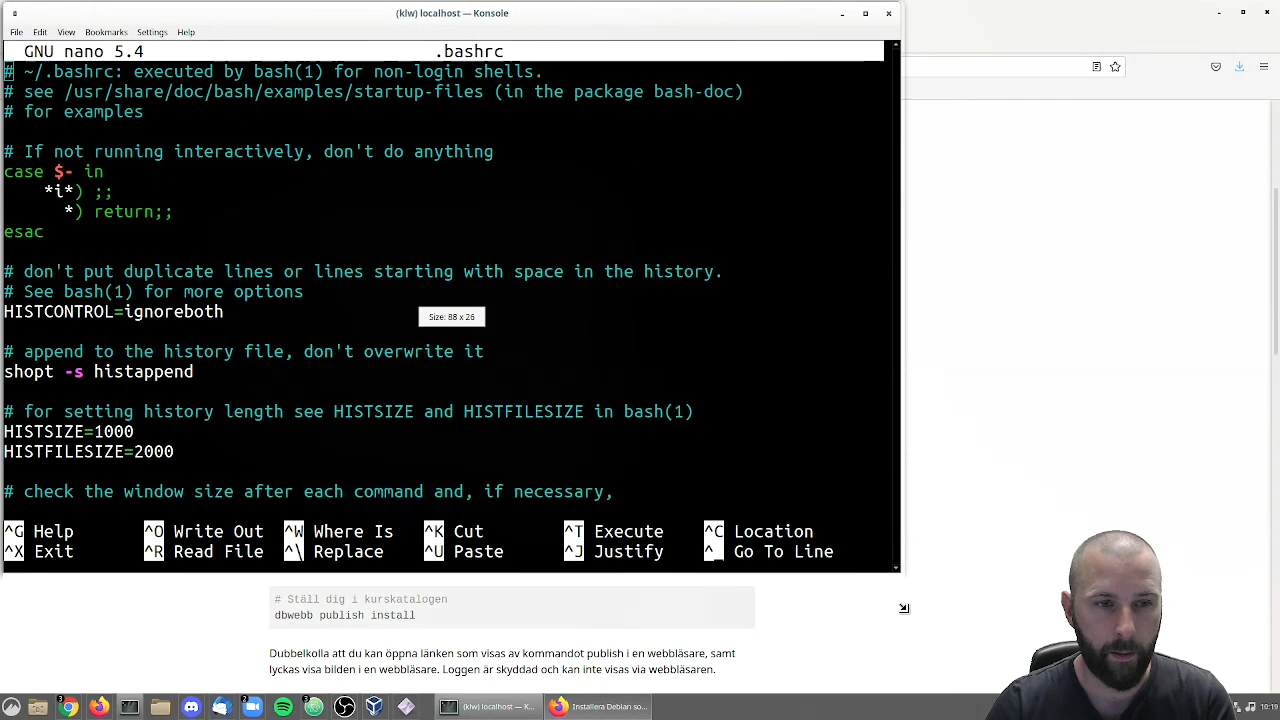 (klw) localhost — Konsole
File Edit View Bookmarks Settings Help
GNU nano 5.4 .bashrc
# ~/.bashrc: executed by bash(1) for non-login shells.
# see /usr/share/doc/bash/examples/startup-files (in the package bash-doc)
# for examples
# If not running interactively, don't do anything
case $- in
*i*) ;;
*) return;;
esac
# don't put duplicate lines or lines starting with space in the history.
# See bash(1) for more options
HISTCONTROL=ignoreboth
Size: 88 x 26
# append to the history file, don't overwrite it
shopt -s histappend
# for setting history length see HISTSIZE and HISTFILESIZE in bash(1)
HISTSIZE=1000
HISTFILESIZE=2000
# check the window size after each command and, if necessary,
^G Help ^O Write Out ^W Where Is ^K Cut ^T Execute ^C Location
^X Exit ^R Read File ^\ Replace ^U Paste ^J Justify ^_ Go To Line
# Ställ dig i kurskatalogen
dbwebb publish install
Dubbelkolla att du kan öppna länken som visas av kommandot publish i en webbläsare, samt
lyckas visa bilden i en webbläsare. Loggen är skyddad och kan inte visas via webbläsaren.
(klw) localhost — K... Installera Debian so... 10:19